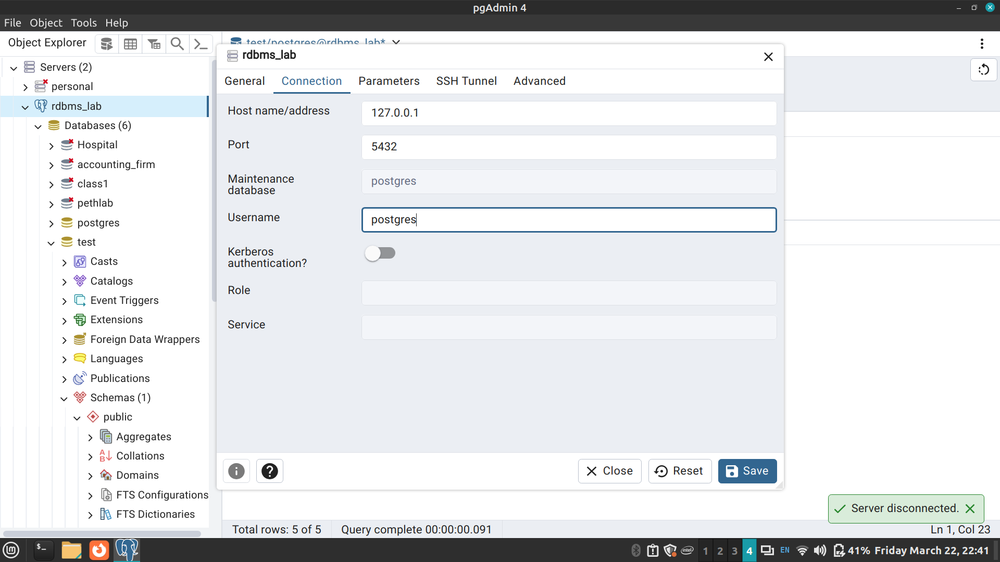 pgAdmin 4
File Object Tools Help
Object Explorer
test/postgres@rdbms_lab*
Servers (2)
personal
rdbms_lab
Databases (6)
Hospital
accounting_firm
class1
pethlab
postgres
test
Casts
Catalogs
Event Triggers
Extensions
Foreign Data Wrappers
Languages
Publications
Schemas (1)
public
Aggregates
Collations
Domains
FTS Configurations
FTS Dictionaries
rdbms_lab
General Connection Parameters SSH Tunnel Advanced
Host name/address 127.0.0.1
Port 5432
Maintenance
database
postgres
Username postgres
Kerberos
authentication?
Role
Service
Close Reset Save
Server disconnected.
Total rows: 5 of 5 Query complete 00:00:00.091 Ln 1, Col 23
intel 1 2 3 4 EN 41% Friday March 22, 22:41